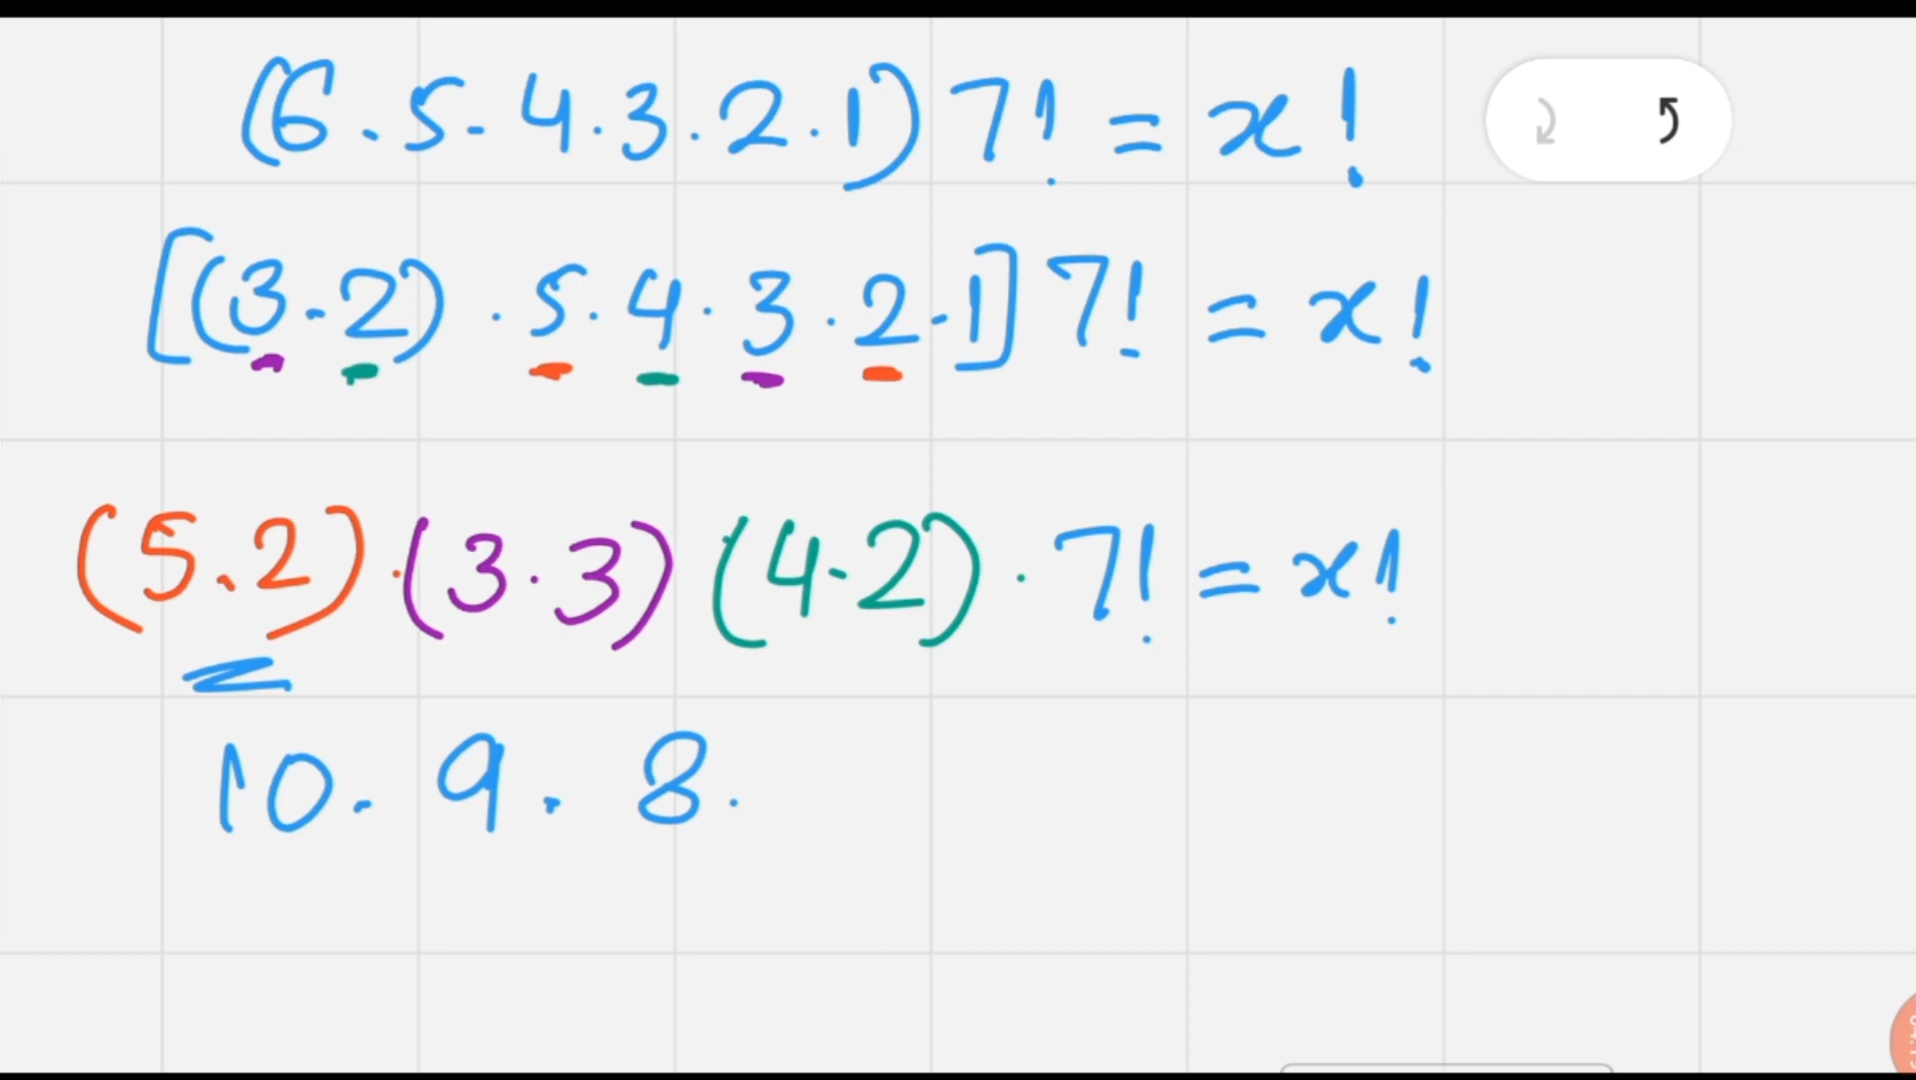 (6.5.4.3.2.1)7! = x!
[(3.2).5.4.3.2.1]7! = x!
(5.2).(3.3)(4.2).7! = x!
10.9.8.